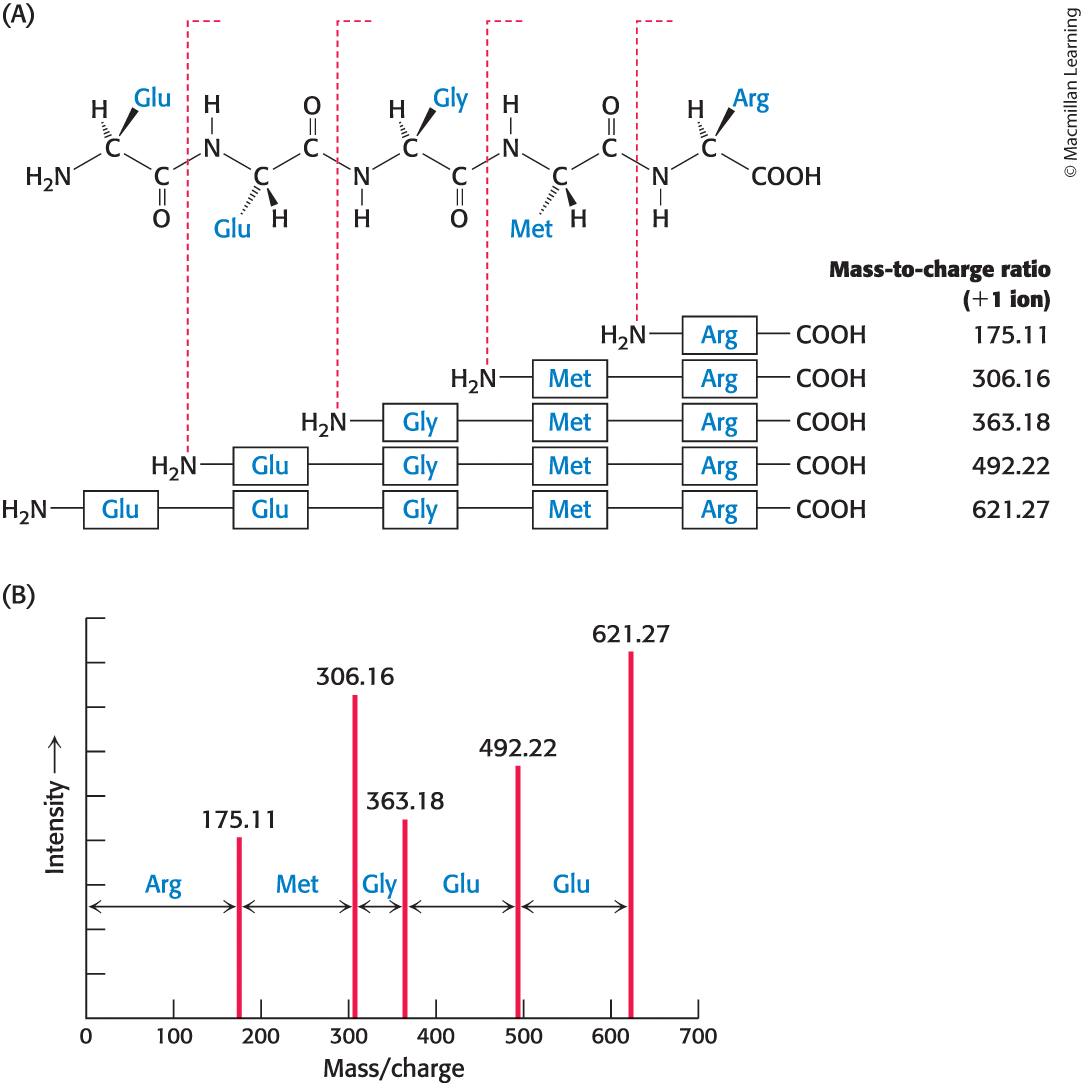 (A)
© Macmillan Learning
Glu Gly Arg
H H O H H O H
C N C N C N C N C
H₂N C C C C COOH
O H H O H H
Glu Met
Mass-to-charge ratio
(+1 ion)
H₂N Arg COOH 175.11
H₂N Met Arg COOH 306.16
H₂N Gly Met Arg COOH 363.18
H₂N Glu Gly Met Arg COOH 492.22
H₂N Glu Glu Gly Met Arg COOH 621.27
(B)
621.27
306.16
492.22
363.18
175.11
Intensity →
Arg Met Gly Glu Glu
0 100 200 300 400 500 600 700
Mass/charge